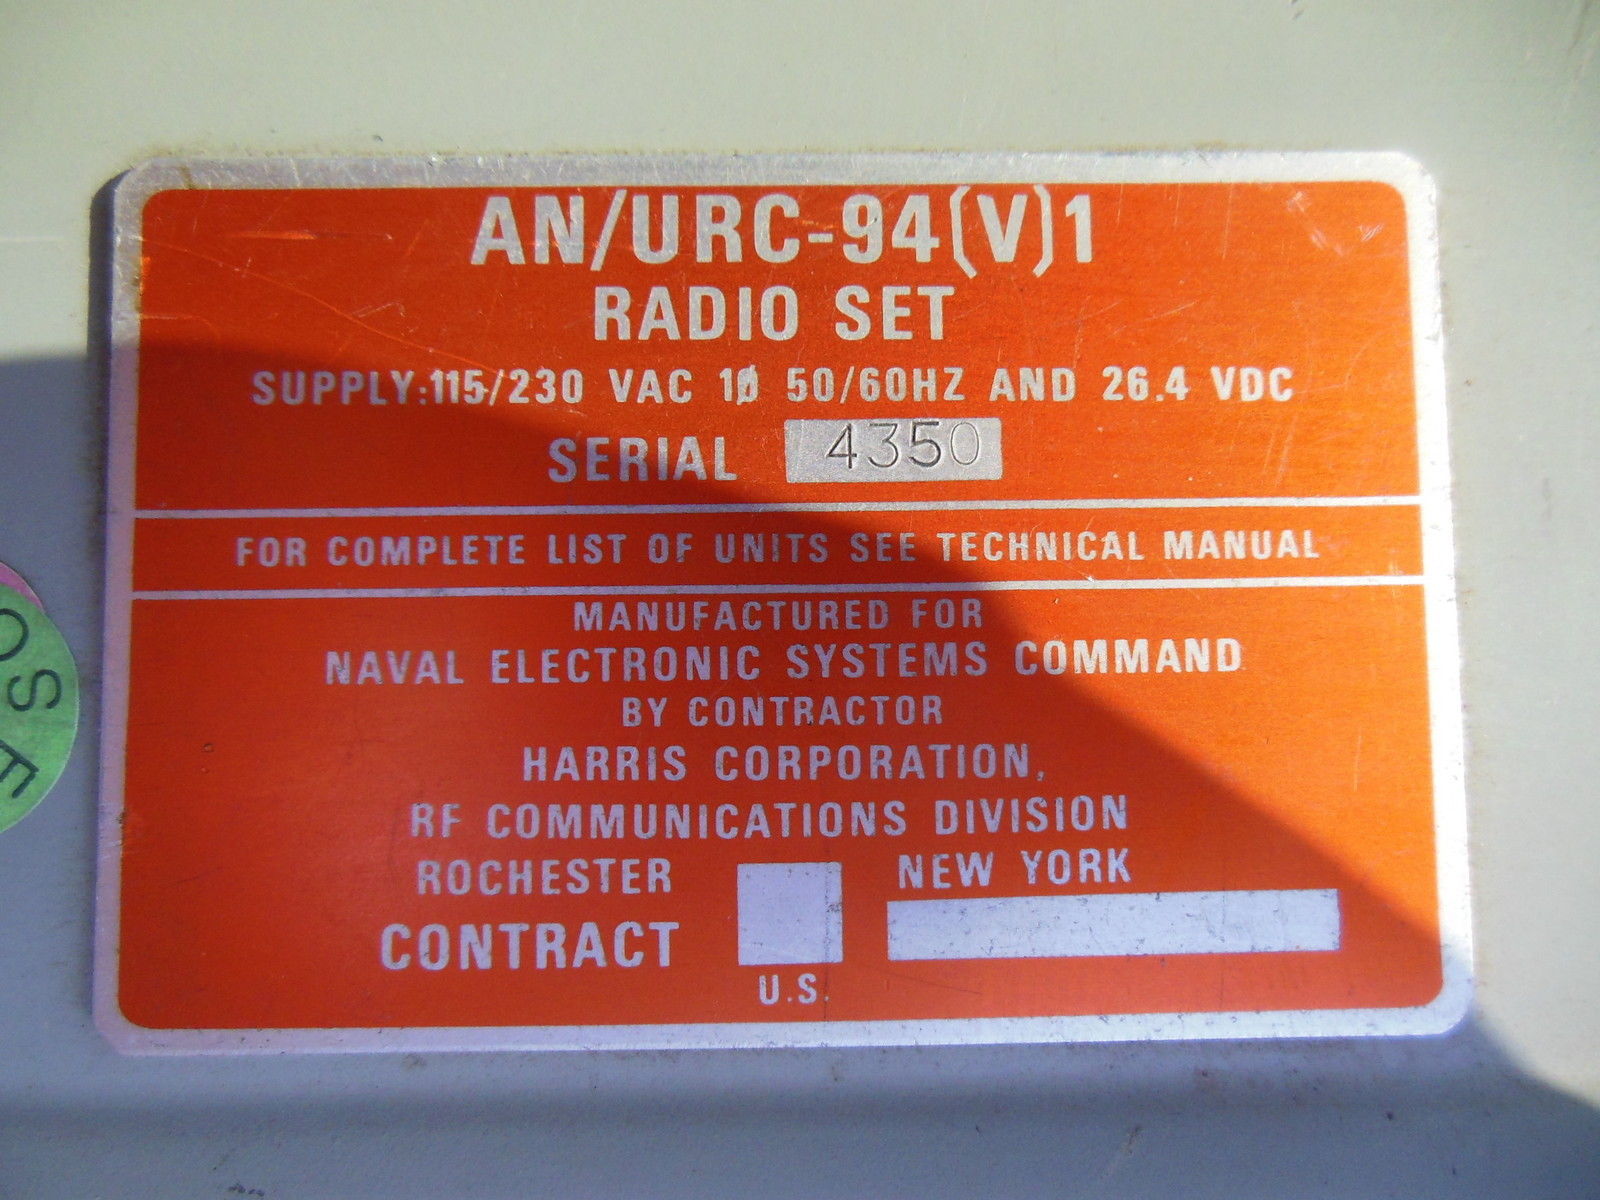 AN/URC-94(V)1
RADIO SET
SUPPLY:115/230 VAC 1Ø 50/60HZ AND 26.4 VDC
SERIAL 4350
FOR COMPLETE LIST OF UNITS SEE TECHNICAL MANUAL
MANUFACTURED FOR
NAVAL ELECTRONIC SYSTEMS COMMAND
BY CONTRACTOR
HARRIS CORPORATION,
RF COMMUNICATIONS DIVISION
ROCHESTER NEW YORK
CONTRACT
U.S.
OSE